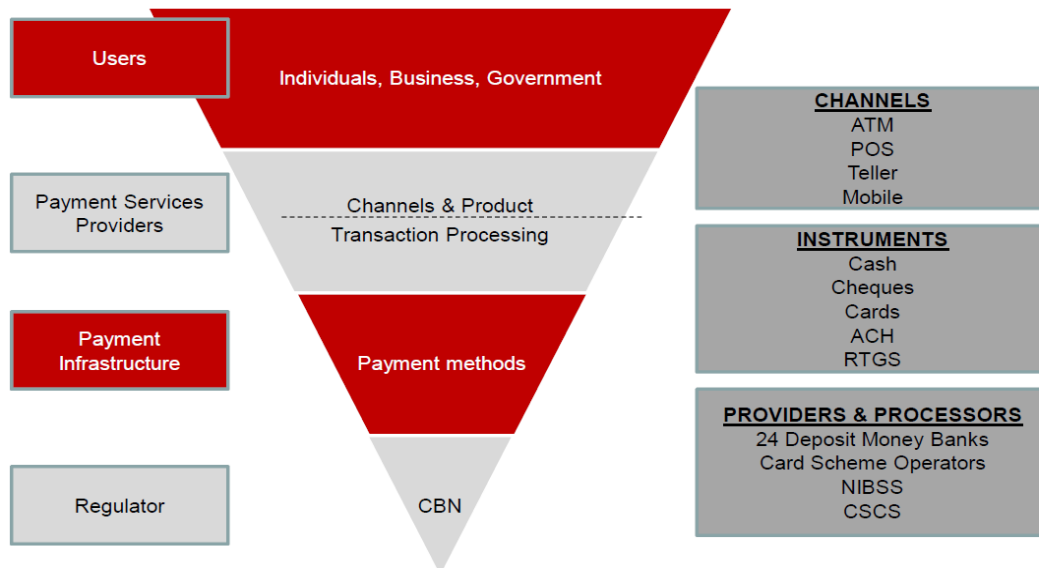 Users
Individuals, Business, Government
Payment Services
Providers
Channels & Product
Transaction Processing
Payment
Infrastructure
Payment methods
Regulator
CBN
CHANNELS
ATM
POS
Teller
Mobile
INSTRUMENTS
Cash
Cheques
Cards
ACH
RTGS
PROVIDERS & PROCESSORS
24 Deposit Money Banks
Card Scheme Operators
NIBSS
CSCS